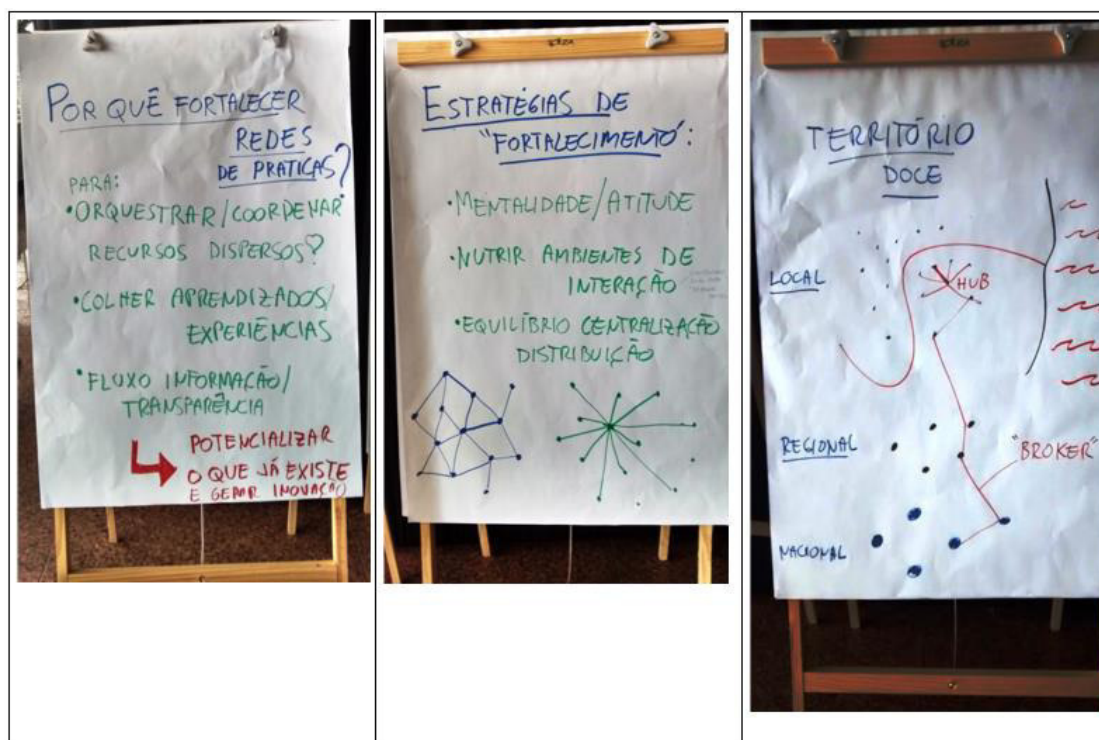 POR QUÊ FORTALECER
REDES
DE PRATICAS?
PARA:
•ORQUESTRAR/COORDENAR
RECURSOS DISPERSOS?
•COLHER APRENDIZADOS/
EXPERIÊNCIAS
•FLUXO INFORMAÇÃO/
TRANSPARÊNCIA
POTENCIALIZAR
O QUE JÁ EXISTE
E GERAR INOVAÇÃO
ESTRATÉGIAS DE
"FORTALECIMENTO":
•MENTALIDADE/ATITUDE
•NUTRIR AMBIENTES DE
INTERAÇÃO
•EQUILÍBRIO CENTRALIZAÇÃO
DISTRIBUIÇÃO
TERRITÓRIO
DOCE
LOCAL
HUB
REGIONAL
"BROKER"
NACIONAL